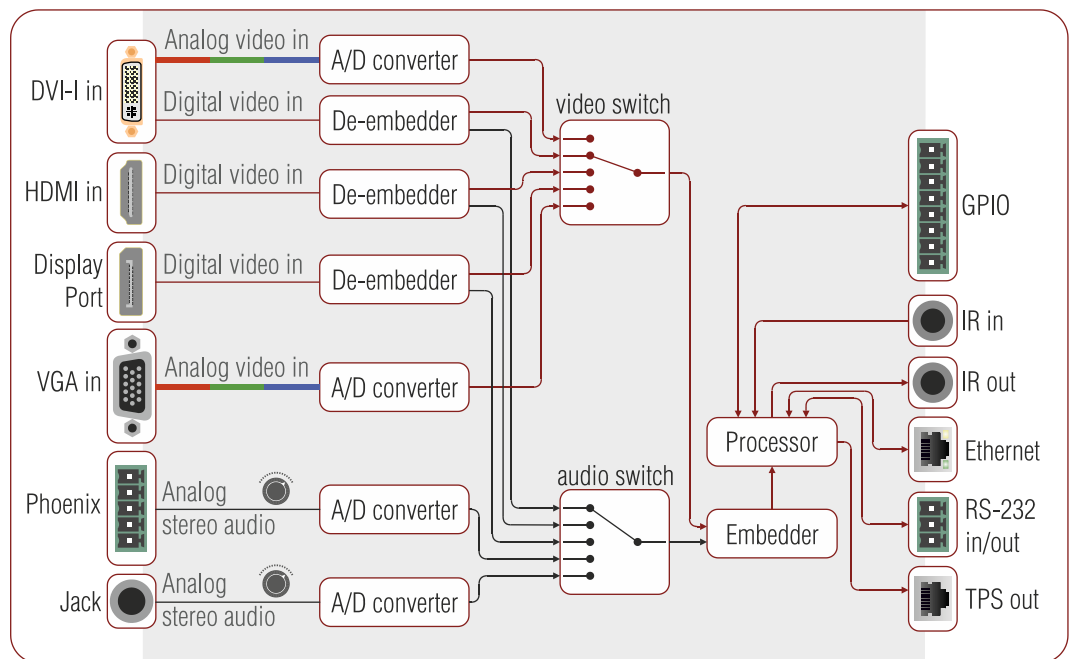 DVI-I in
Analog video in
A/D converter
Digital video in
De-embedder
HDMI in
Digital video in
De-embedder
Display
Port
Digital video in
De-embedder
VGA in
Analog video in
A/D converter
Phoenix
Analog
stereo audio
A/D converter
Jack
Analog
stereo audio
A/D converter
video switch
audio switch
Processor
Embedder
GPIO
IR in
IR out
Ethernet
RS-232
in/out
TPS out